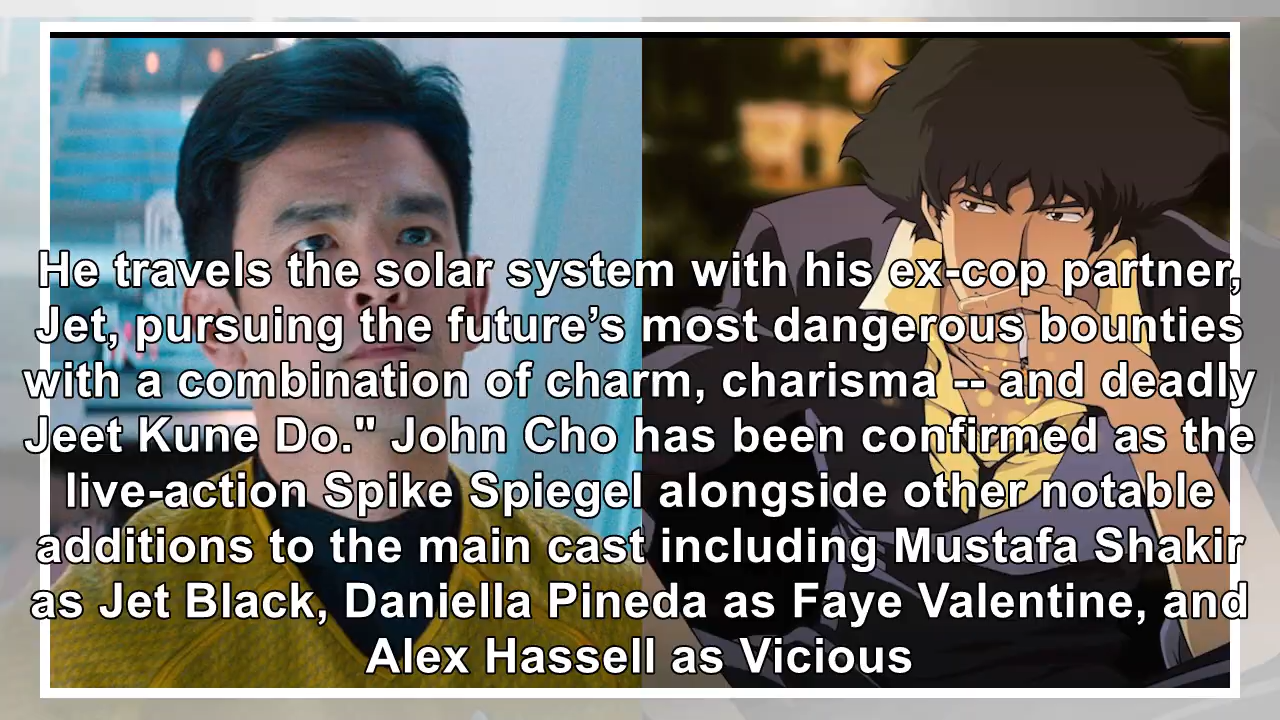 He travels the solar system with his ex-cop partner,
Jet, pursuing the future’s most dangerous bounties
with a combination of charm, charisma -- and deadly
Jeet Kune Do." John Cho has been confirmed as the
live-action Spike Spiegel alongside other notable
additions to the main cast including Mustafa Shakir
as Jet Black, Daniella Pineda as Faye Valentine, and
Alex Hassell as Vicious